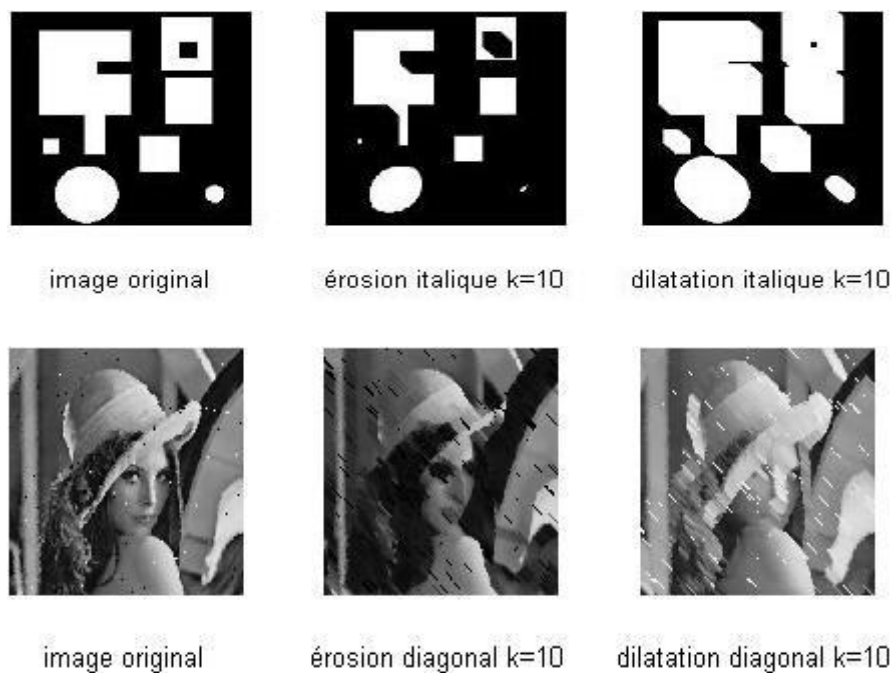 image original
érosion italique k=10
dilatation italique k=10
image original
érosion diagonal k=10
dilatation diagonal k=10